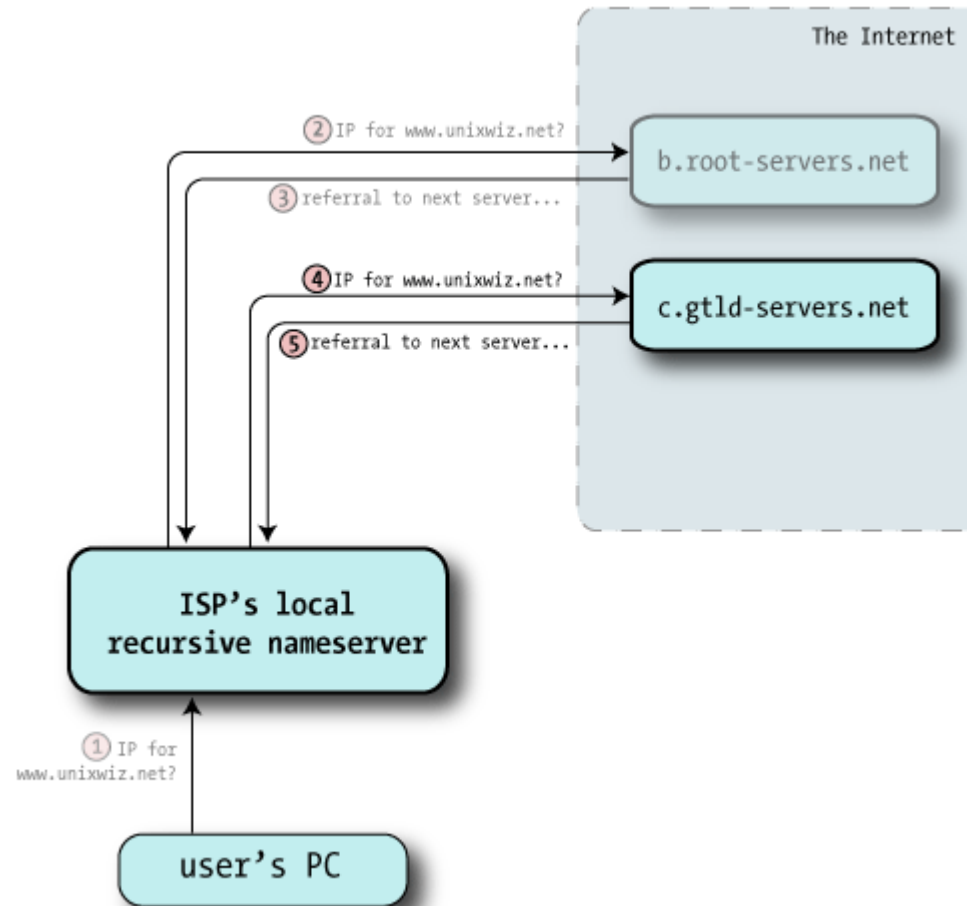 The Internet
2 IP for www.unixwiz.net?
b.root-servers.net
3 referral to next server...
4 IP for www.unixwiz.net?
c.gtld-servers.net
5 referral to next server...
ISP's local
recursive nameserver
1 IP for
www.unixwiz.net?
user's PC